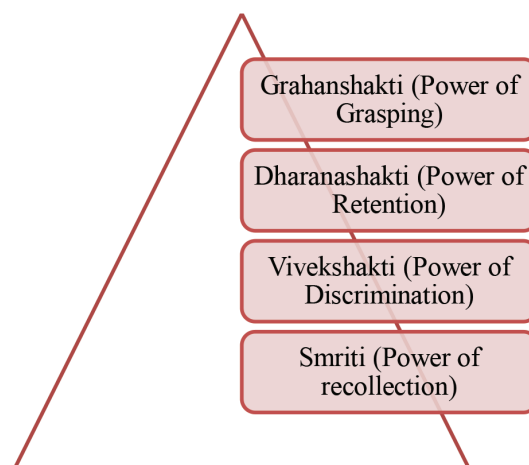 Grahanshakti (Power of
Grasping)
Dharanashakti (Power of
Retention)
Vivekshakti (Power of
Discrimination)
Smriti (Power of
recollection)